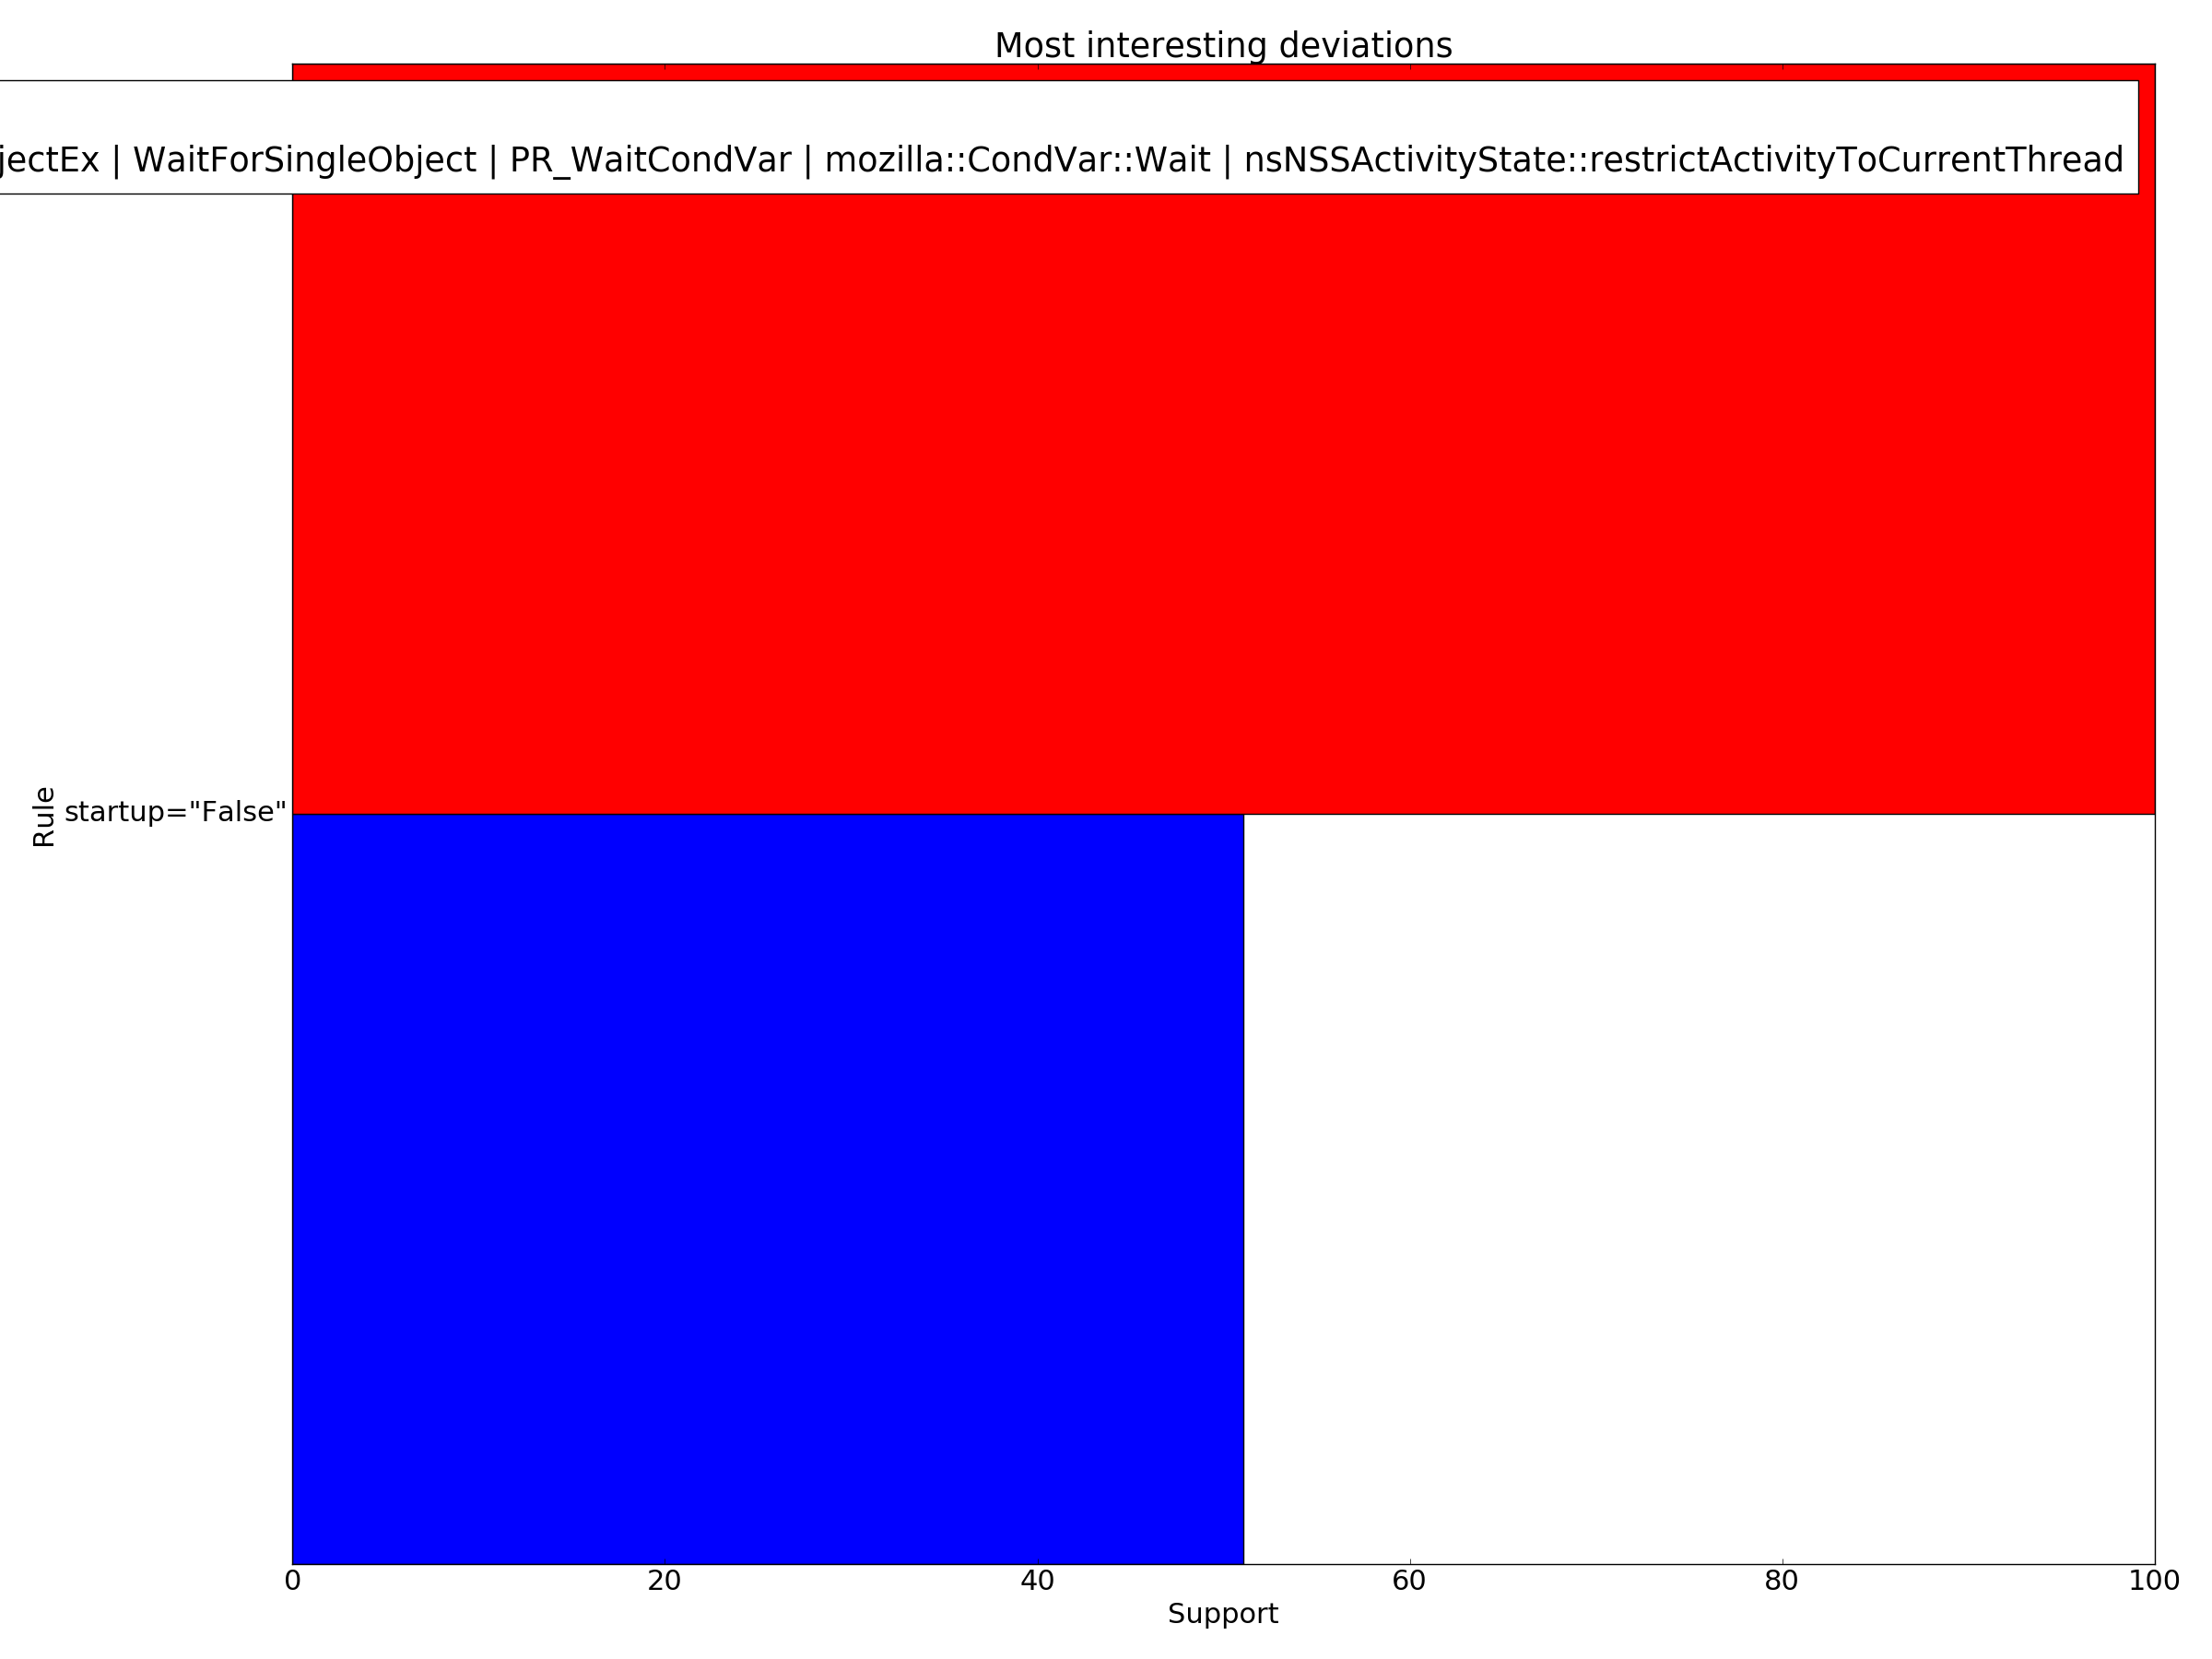 Most interesting deviations
jectEx | WaitForSingleObject | PR_WaitCondVar | mozilla::CondVar::Wait | nsNSSActivityState::restrictActivityToCurrentThread
Rule
startup="False"
0 20 40 60 80 100
Support